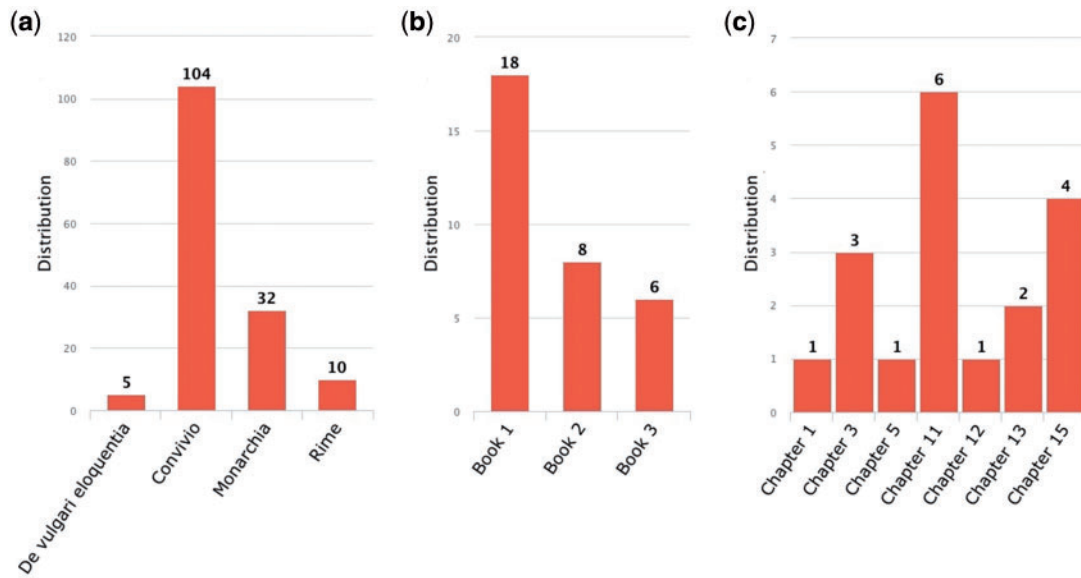 (a)
120
100
80
60
40
20
0
Distribution
5
104
32
10
De vulgari eloquentia
Convivio
Monarchia
Rime
(b)
20
15
10
5
0
Distribution
18
8
6
Book 1
Book 2
Book 3
(c)
7
6
5
4
3
2
1
0
Distribution
1
3
1
6
1
2
4
Chapter 1
Chapter 3
Chapter 5
Chapter 11
Chapter 12
Chapter 13
Chapter 15